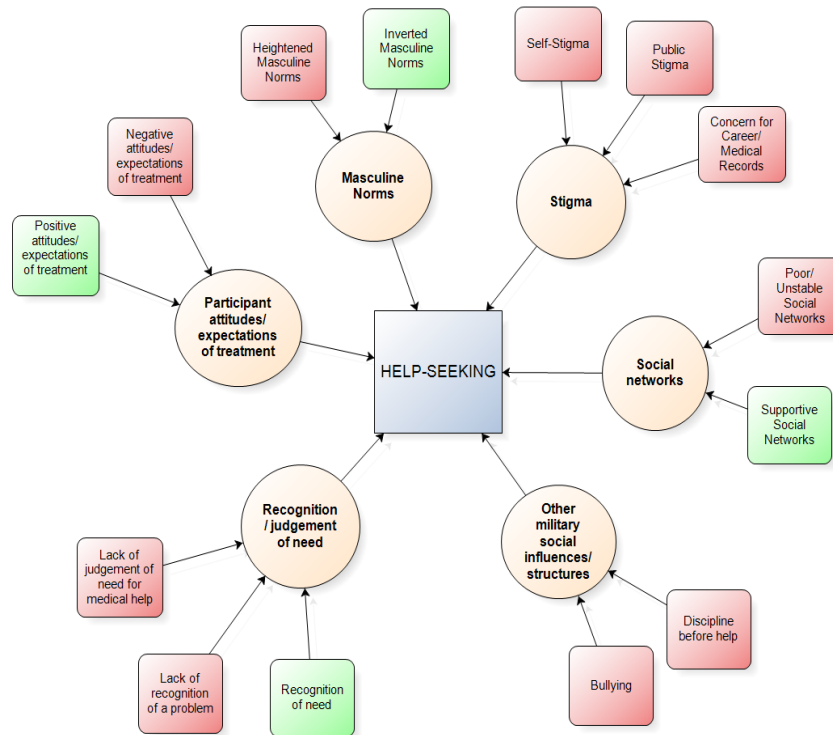 Heightened
Masculine
Norms
Inverted
Masculine
Norms
Self-Stigma
Public
Stigma
Concern for
Career/
Medical
Records
Negative
attitudes/
expectations
of treatment
Masculine
Norms
Stigma
Positive
attitudes/
expectations
of treatment
Participant
attitudes/
expectations
of treatment
HELP-SEEKING
Poor/
Unstable
Social
Networks
Social
networks
Supportive
Social
Networks
Recognition
/ judgement
of need
Other
military
social
influences/
structures
Lack of
judgement of
need for
medical help
Lack of
recognition
of a problem
Recognition
of need
Bullying
Discipline
before help